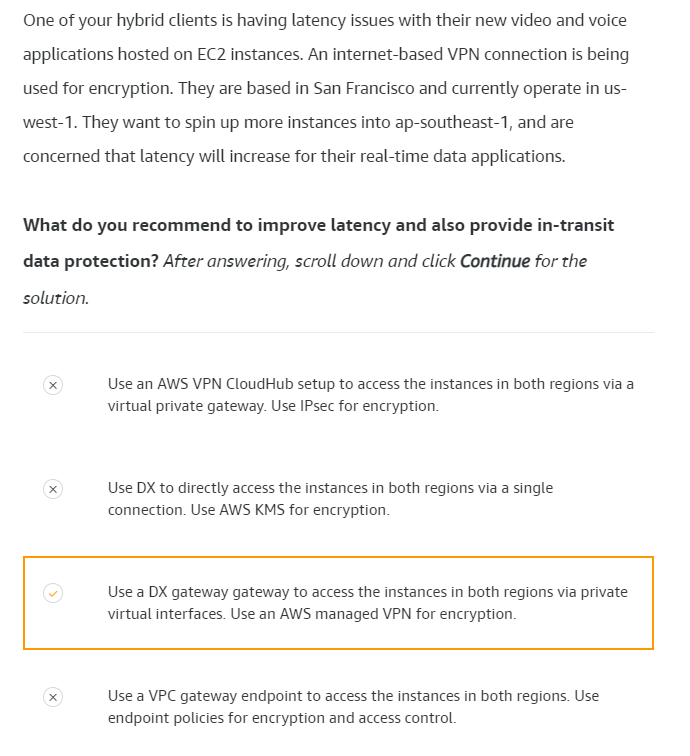 One of your hybrid clients is having latency issues with their new video and voice
applications hosted on EC2 instances. An internet-based VPN connection is being
used for encryption. They are based in San Francisco and currently operate in us-
west-1. They want to spin up more instances into ap-southeast-1, and are
concerned that latency will increase for their real-time data applications.
What do you recommend to improve latency and also provide in-transit
data protection? After answering, scroll down and click Continue for the
solution.
Use an AWS VPN CloudHub setup to access the instances in both regions via a
virtual private gateway. Use IPsec for encryption.
Use DX to directly access the instances in both regions via a single
connection. Use AWS KMS for encryption.
Use a DX gateway gateway to access the instances in both regions via private
virtual interfaces. Use an AWS managed VPN for encryption.
Use a VPC gateway endpoint to access the instances in both regions. Use
endpoint policies for encryption and access control.